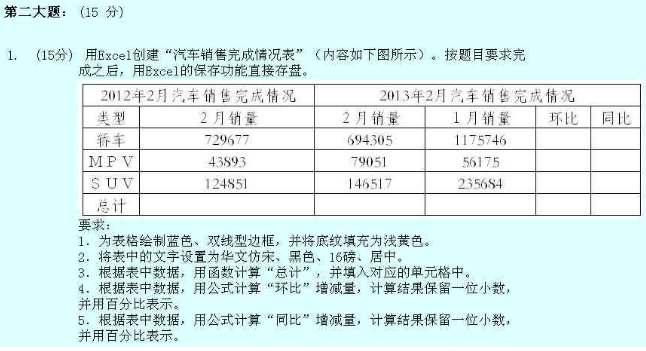 第二大题： (15 分)
1. (15分) 用Excel创建“汽车销售完成情况表”（内容如下图所示）。按题目要求完
成之后，用Excel的保存功能直接存盘。
2012年2月汽车销售完成情况 2013年2月汽车销售完成情况
类型 2月销量 2月销量 1月销量 环比 同比
轿车 729677 694305 1175746
MPV 43893 79051 56175
SUV 124851 146517 235684
总计
要求：
1．为表格绘制蓝色、双线型边框，并将底纹填充为浅黄色。
2．将表中的文字设置为华文仿宋、黑色、16磅、居中。
3．根据表中数据，用函数计算“总计”，并填入对应的单元格中。
4．根据表中数据，用公式计算“环比”增减量，计算结果保留一位小数，
并用百分比表示。
5．根据表中数据，用公式计算“同比”增减量，计算结果保留一位小数，
并用百分比表示。